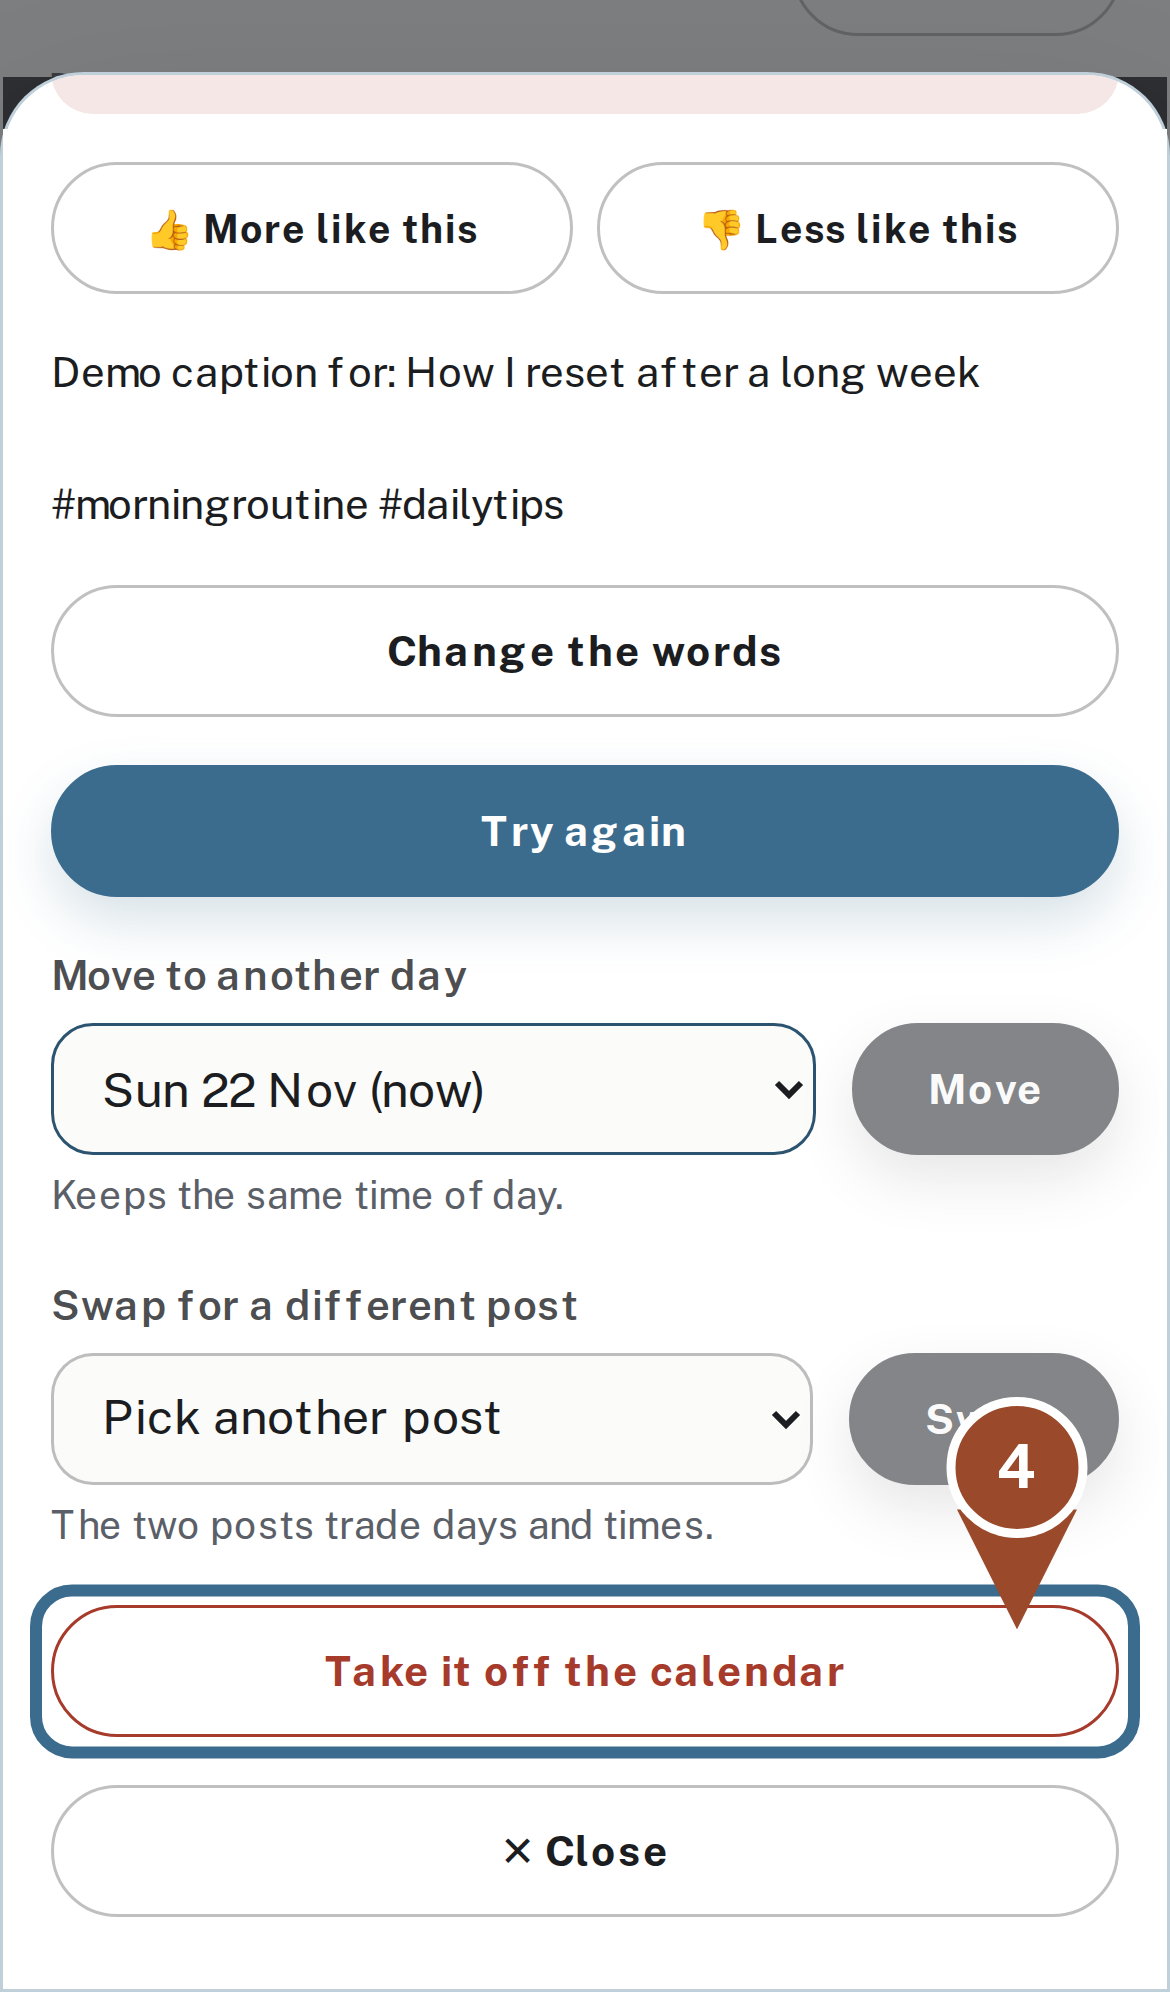 👍 More like this
👎 Less like this
Demo caption for: How I reset after a long week
#morningroutine #dailytips
Change the words
Try again
Move to another day
Sun 22 Nov (now)
Move
Keeps the same time of day.
Swap for a different post
Pick another post
4
The two posts trade days and times.
Take it off the calendar
✕ Close